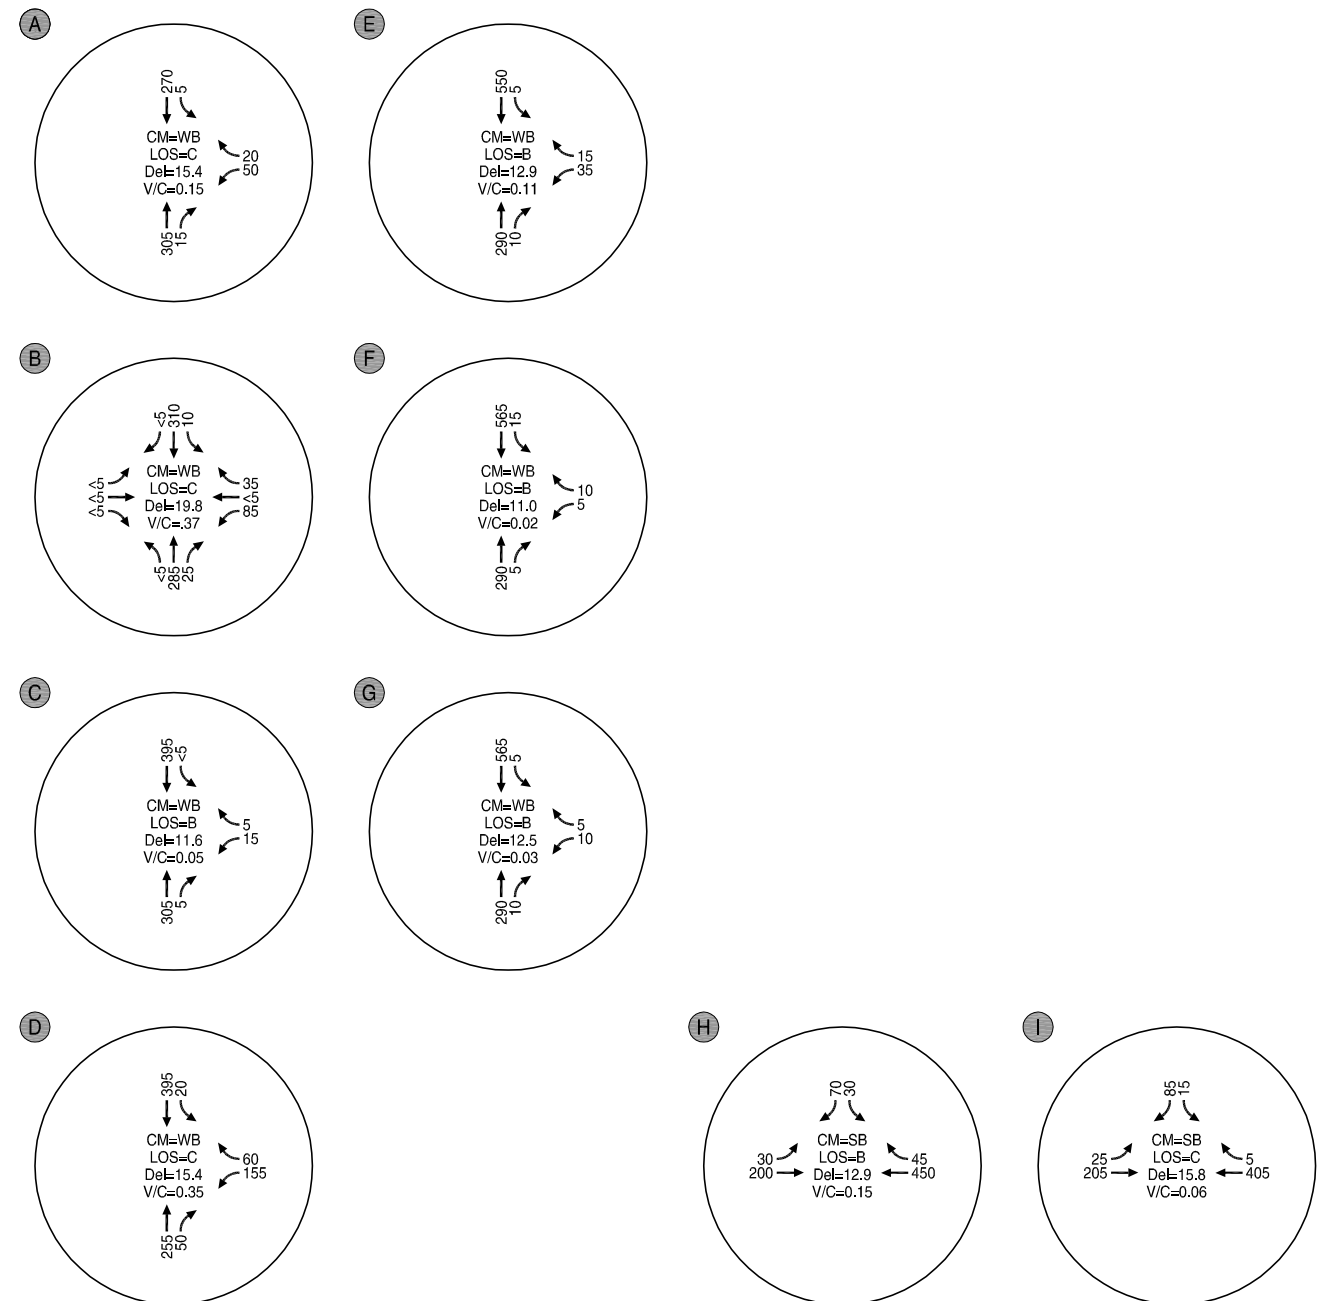 A
270
5
CM=WB
LOS=C
Del=15.4
V/C=0.15
20
50
305
15
E
550
5
CM=WB
LOS=B
Del=12.9
V/C=0.11
15
35
290
10
B
<5
310
10
<5
<5
<5
CM=WB
LOS=C
Del=19.8
V/C=.37
35
<5
85
<5
285
25
F
565
15
CM=WB
LOS=B
Del=11.0
V/C=0.02
10
5
290
5
C
395
<5
CM=WB
LOS=B
Del=11.6
V/C=0.05
5
15
305
5
G
565
5
CM=WB
LOS=B
Del=12.5
V/C=0.03
5
10
290
10
D
395
20
CM=WB
LOS=C
Del=15.4
V/C=0.35
60
155
255
50
H
70
30
30
200
CM=SB
LOS=B
Del=12.9
V/C=0.15
45
450
I
85
15
25
205
CM=SB
LOS=C
Del=15.8
V/C=0.06
5
405